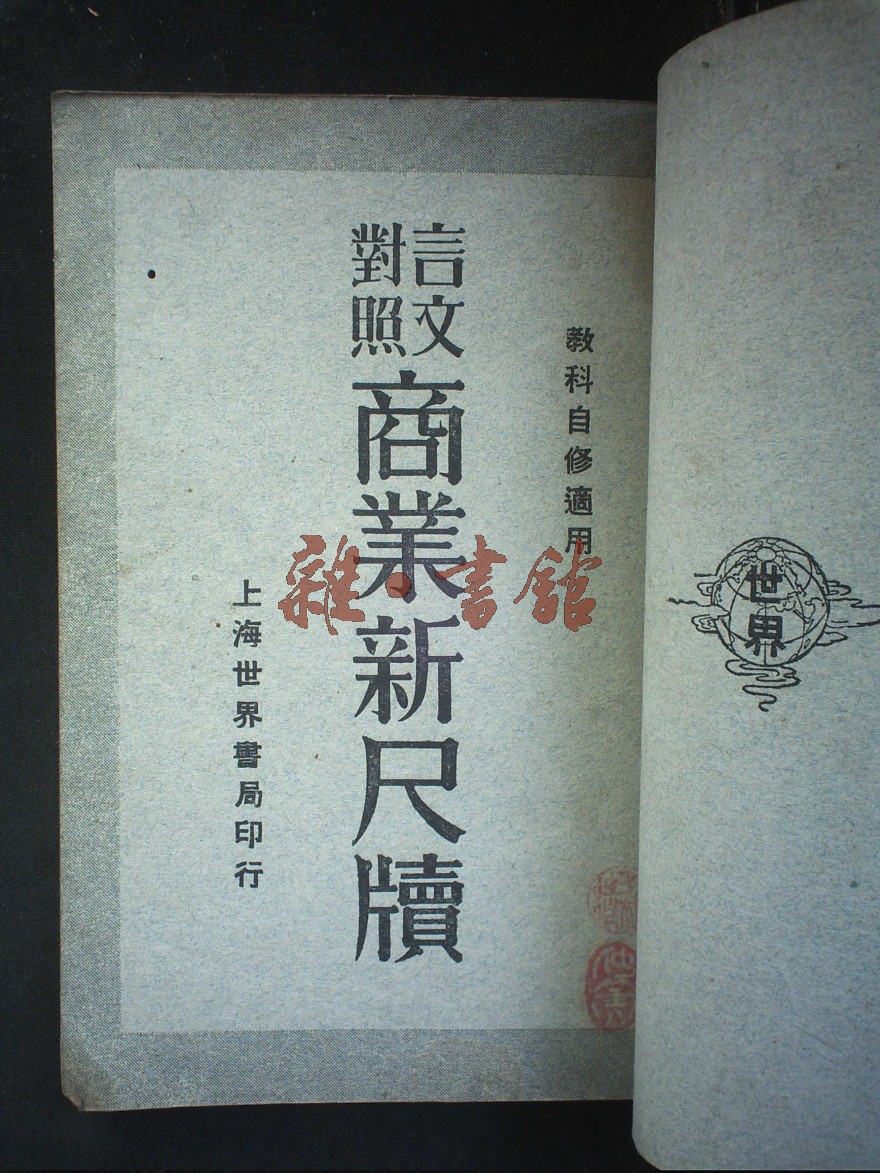 世界
教科自修適用
言文
對照
商業新尺牘
上海世界書局印行
雜·書館